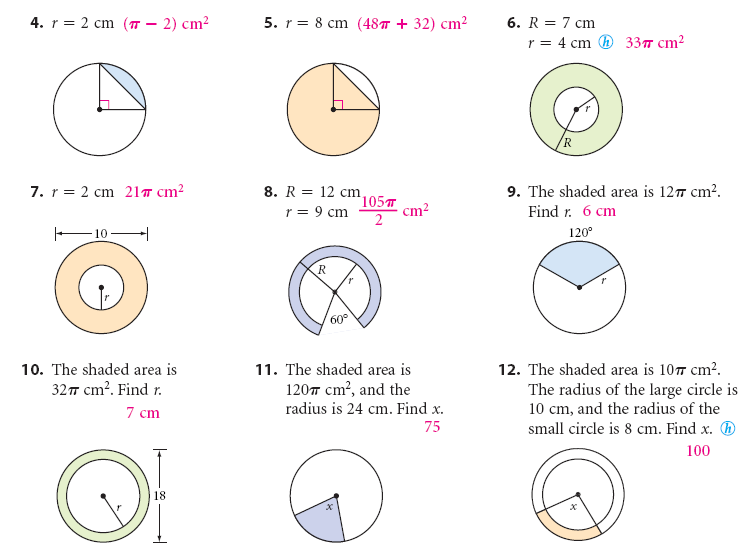 4. r = 2 cm (π − 2) cm²
5. r = 8 cm (48π + 32) cm²
6. R = 7 cm
r = 4 cm ⓗ 33π cm²
r
R
7. r = 2 cm 21π cm²
10
r
8. R = 12 cm
r = 9 cm 105π/2 cm²
R
r
60°
9. The shaded area is 12π cm².
Find r. 6 cm
120°
r
10. The shaded area is
32π cm². Find r.
7 cm
18
r
11. The shaded area is
120π cm², and the
radius is 24 cm. Find x.
75
x
12. The shaded area is 10π cm².
The radius of the large circle is
10 cm, and the radius of the
small circle is 8 cm. Find x. ⓗ
100
x